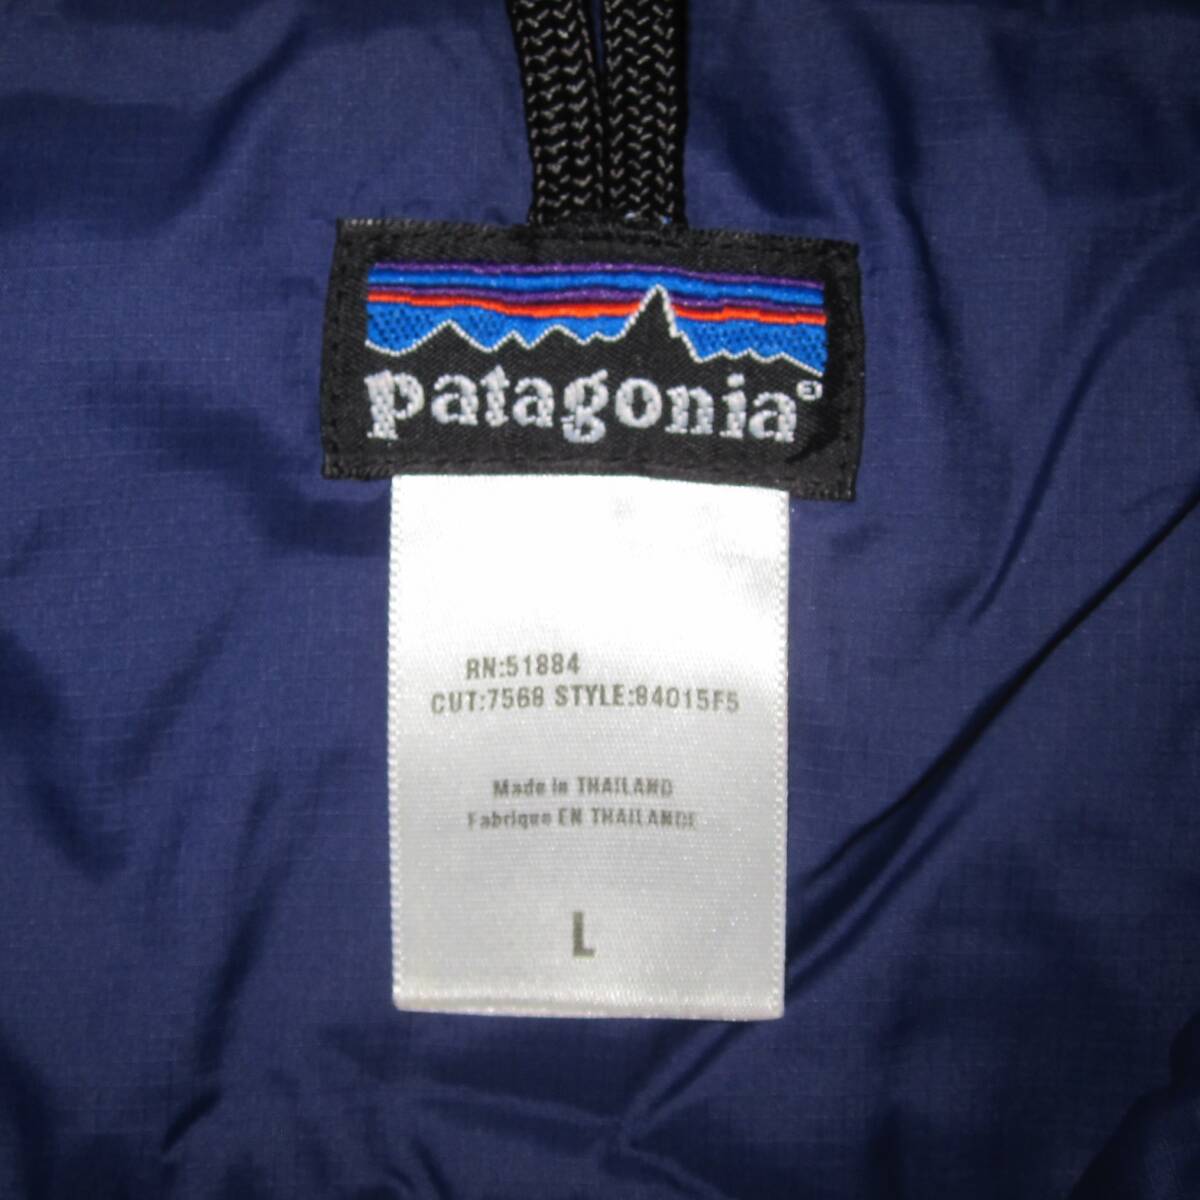 patagonia®
RN:51884
CUT:7568 STYLE:84015F5
Made in THAILAND
Fabrique EN THAILANDE
L